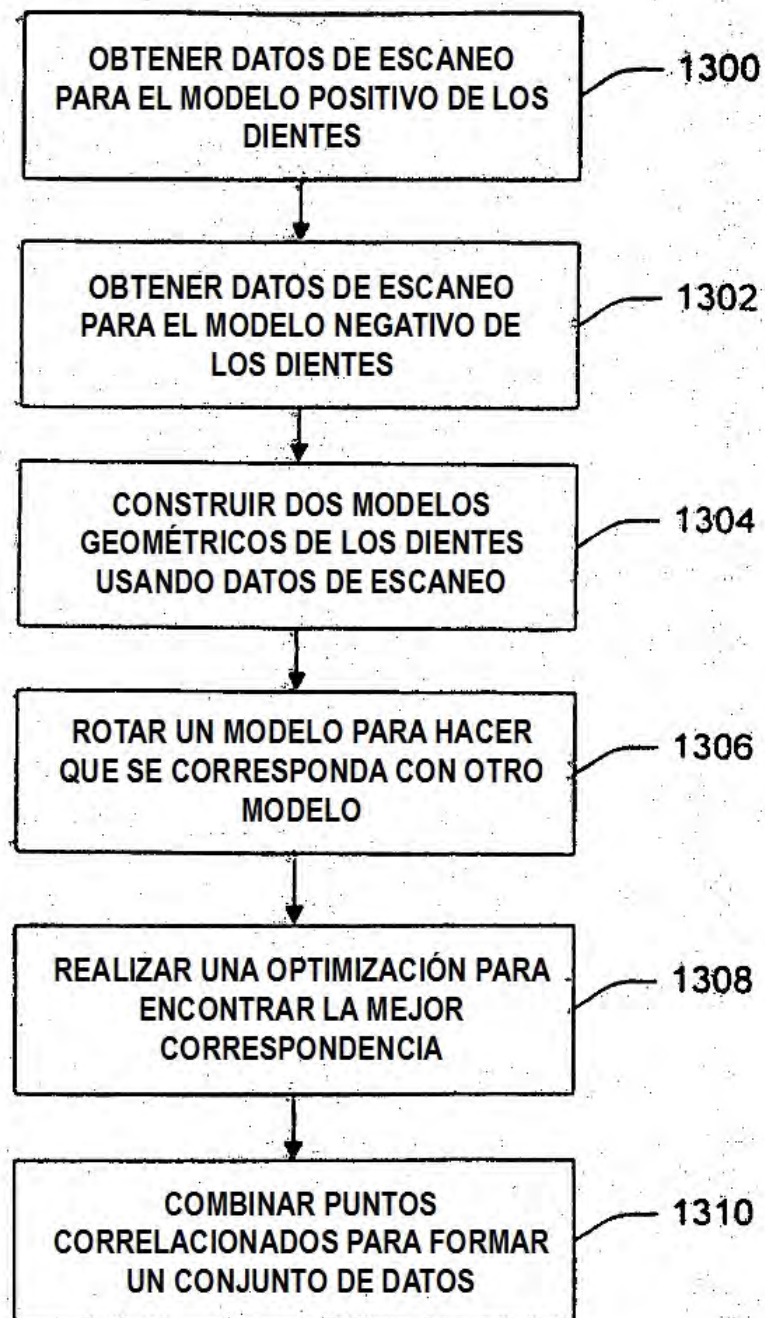 OBTENER DATOS DE ESCANEO
PARA EL MODELO POSITIVO DE LOS
DIENTES
1300
OBTENER DATOS DE ESCANEO
PARA EL MODELO NEGATIVO DE
LOS DIENTES
1302
CONSTRUIR DOS MODELOS
GEOMÉTRICOS DE LOS DIENTES
USANDO DATOS DE ESCANEO
1304
ROTAR UN MODELO PARA HACER
QUE SE CORRESPONDA CON OTRO
MODELO
1306
REALIZAR UNA OPTIMIZACIÓN PARA
ENCONTRAR LA MEJOR
CORRESPONDENCIA
1308
COMBINAR PUNTOS
CORRELACIONADOS PARA FORMAR
UN CONJUNTO DE DATOS
1310